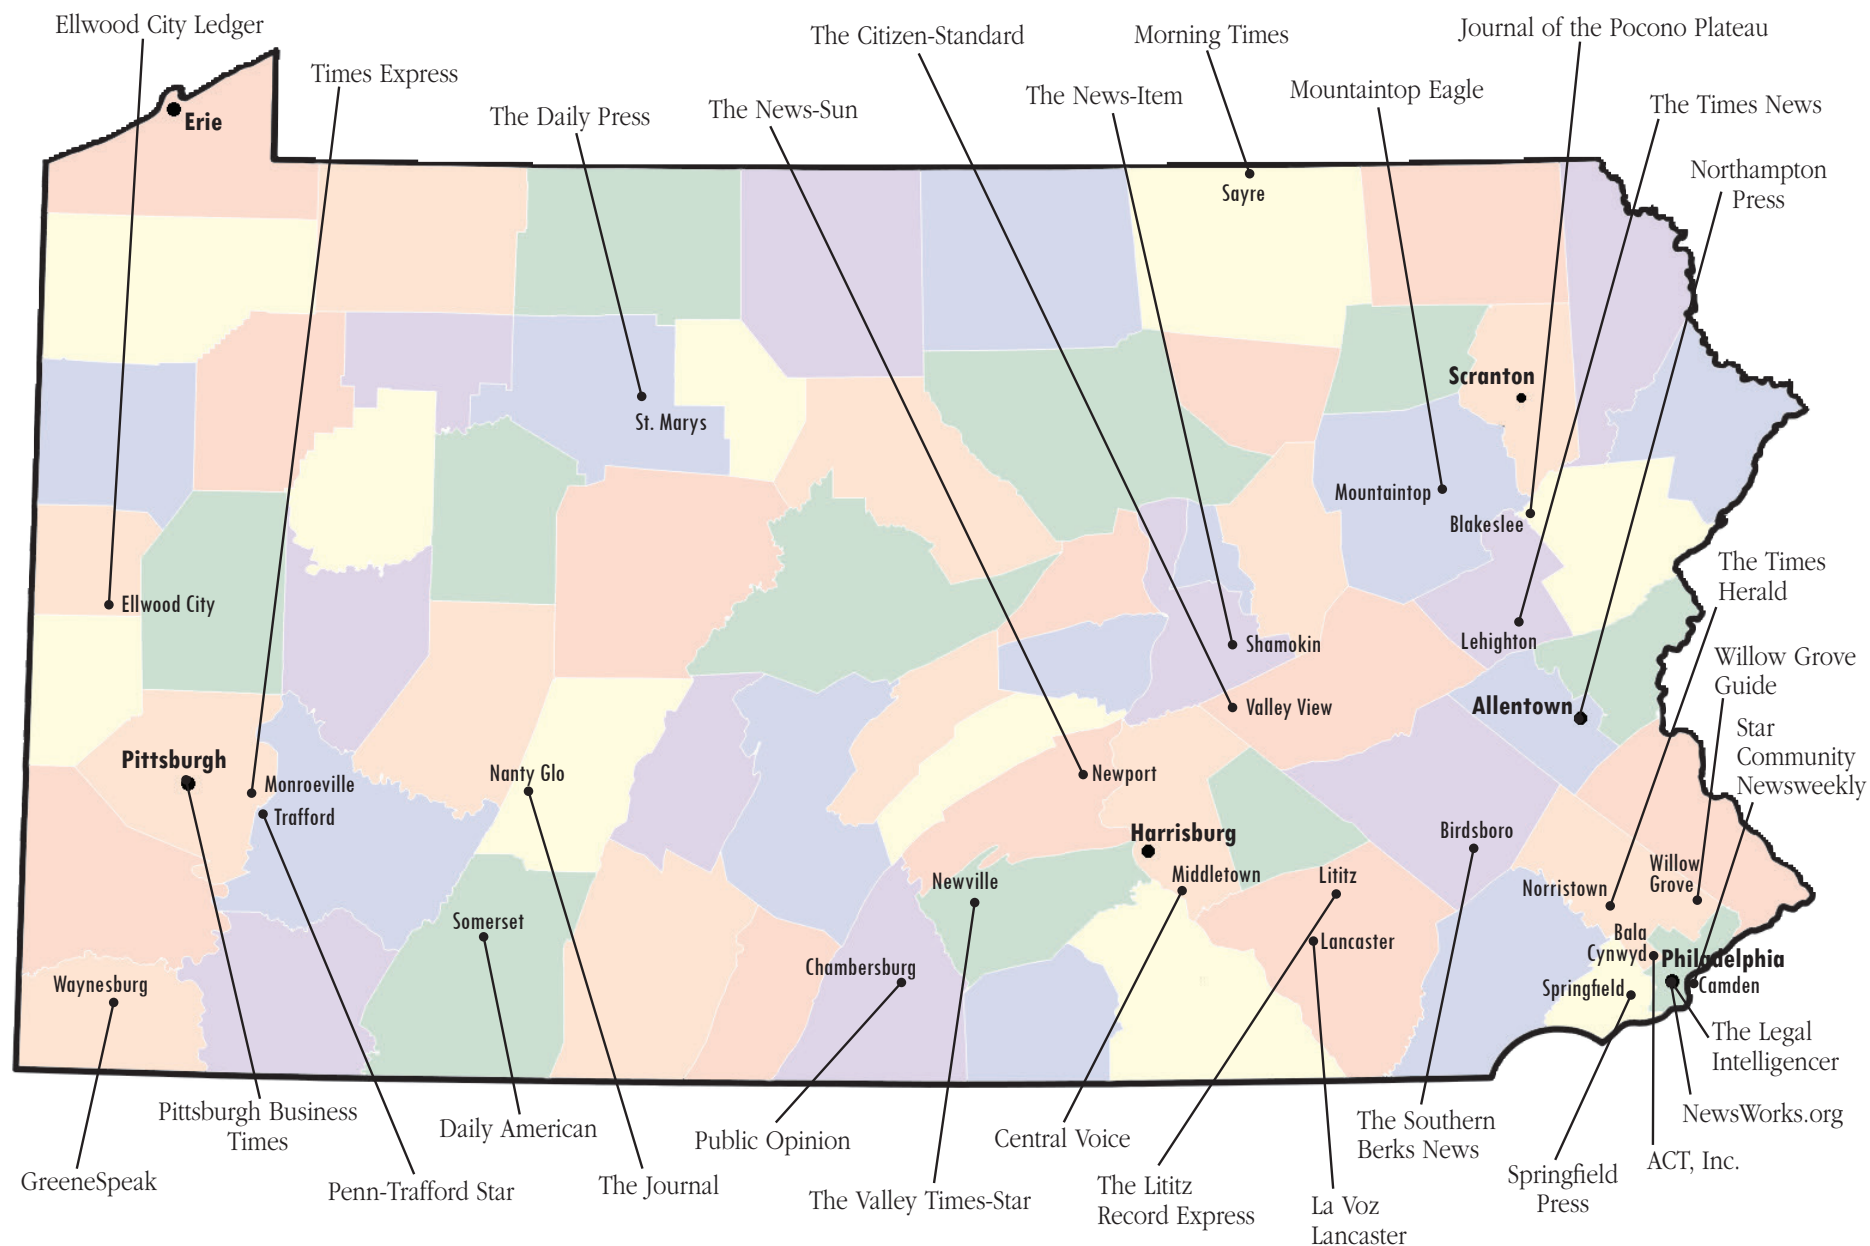 Ellwood City Ledger
The Citizen-Standard
Morning Times
Journal of the Pocono Plateau
Times Express
The Daily Press
The News-Sun
The News-Item
Mountaintop Eagle
The Times News
Northampton
Press
Erie
Sayre
Scranton
St. Marys
Mountaintop
Blakeslee
Ellwood City
Shamokin
Lehighton
The Times
Herald
Valley View
Allentown
Willow Grove
Guide
Star
Community
Newsweekly
Pittsburgh
Monroeville
Trafford
Nanty Glo
Newport
Harrisburg
Birdsboro
Middletown
Lititz
Newville
Willow
Grove
Norristown
Somerset
Lancaster
Bala
Cynwyd
Philadelphia
Chambersburg
Waynesburg
Springfield
Camden
The Legal
Intelligencer
NewsWorks.org
Pittsburgh Business
Times
Daily American
Public Opinion
Central Voice
The Southern
Berks News
ACT, Inc.
GreeneSpeak
Penn-Trafford Star
The Journal
The Valley Times-Star
The Lititz
Record Express
La Voz
Lancaster
Springfield
Press